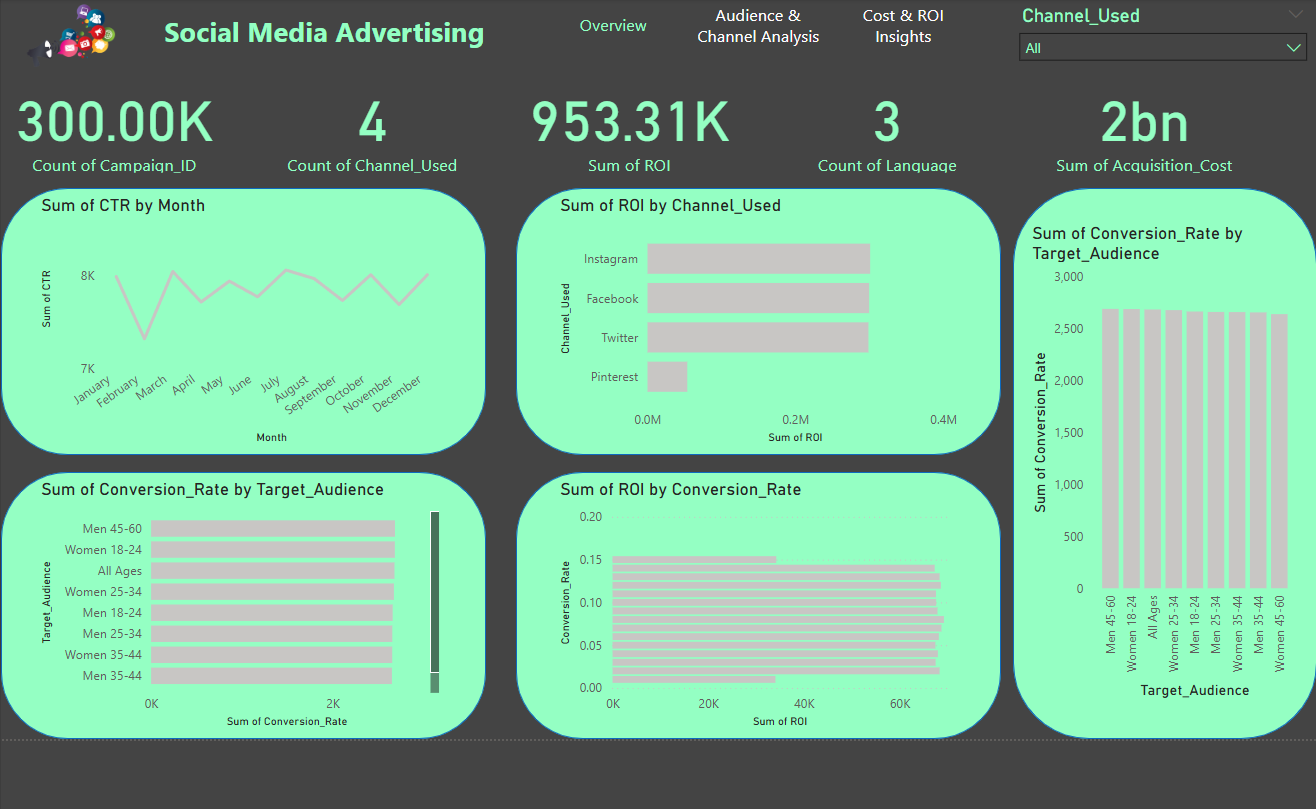 Social Media Advertising
Overview
Audience &
Channel Analysis
Cost & ROI
Insights
Channel_Used
All
300.00K
Count of Campaign_ID
4
Count of Channel_Used
953.31K
Sum of ROI
3
Count of Language
2bn
Sum of Acquisition_Cost
Sum of CTR by Month
Sum of CTR
8K
7K
January
February
March
April
May
June
July
August
September
October
November
December
Month
Sum of ROI by Channel_Used
Channel_Used
Instagram
Facebook
Twitter
Pinterest
0.0M
0.2M
0.4M
Sum of ROI
Sum of Conversion_Rate by
Target_Audience
Sum of Conversion_Rate
3,000
2,500
2,000
1,500
1,000
500
0
Men 45-60
Women 18-24
All Ages
Women 25-34
Men 18-24
Men 25-34
Women 35-44
Men 35-44
Women 45-60
Target_Audience
Sum of Conversion_Rate by Target_Audience
Target_Audience
Men 45-60
Women 18-24
All Ages
Women 25-34
Men 18-24
Men 25-34
Women 35-44
Men 35-44
0K
2K
Sum of Conversion_Rate
Sum of ROI by Conversion_Rate
Conversion_Rate
0.20
0.15
0.10
0.05
0.00
0K
20K
40K
60K
Sum of ROI